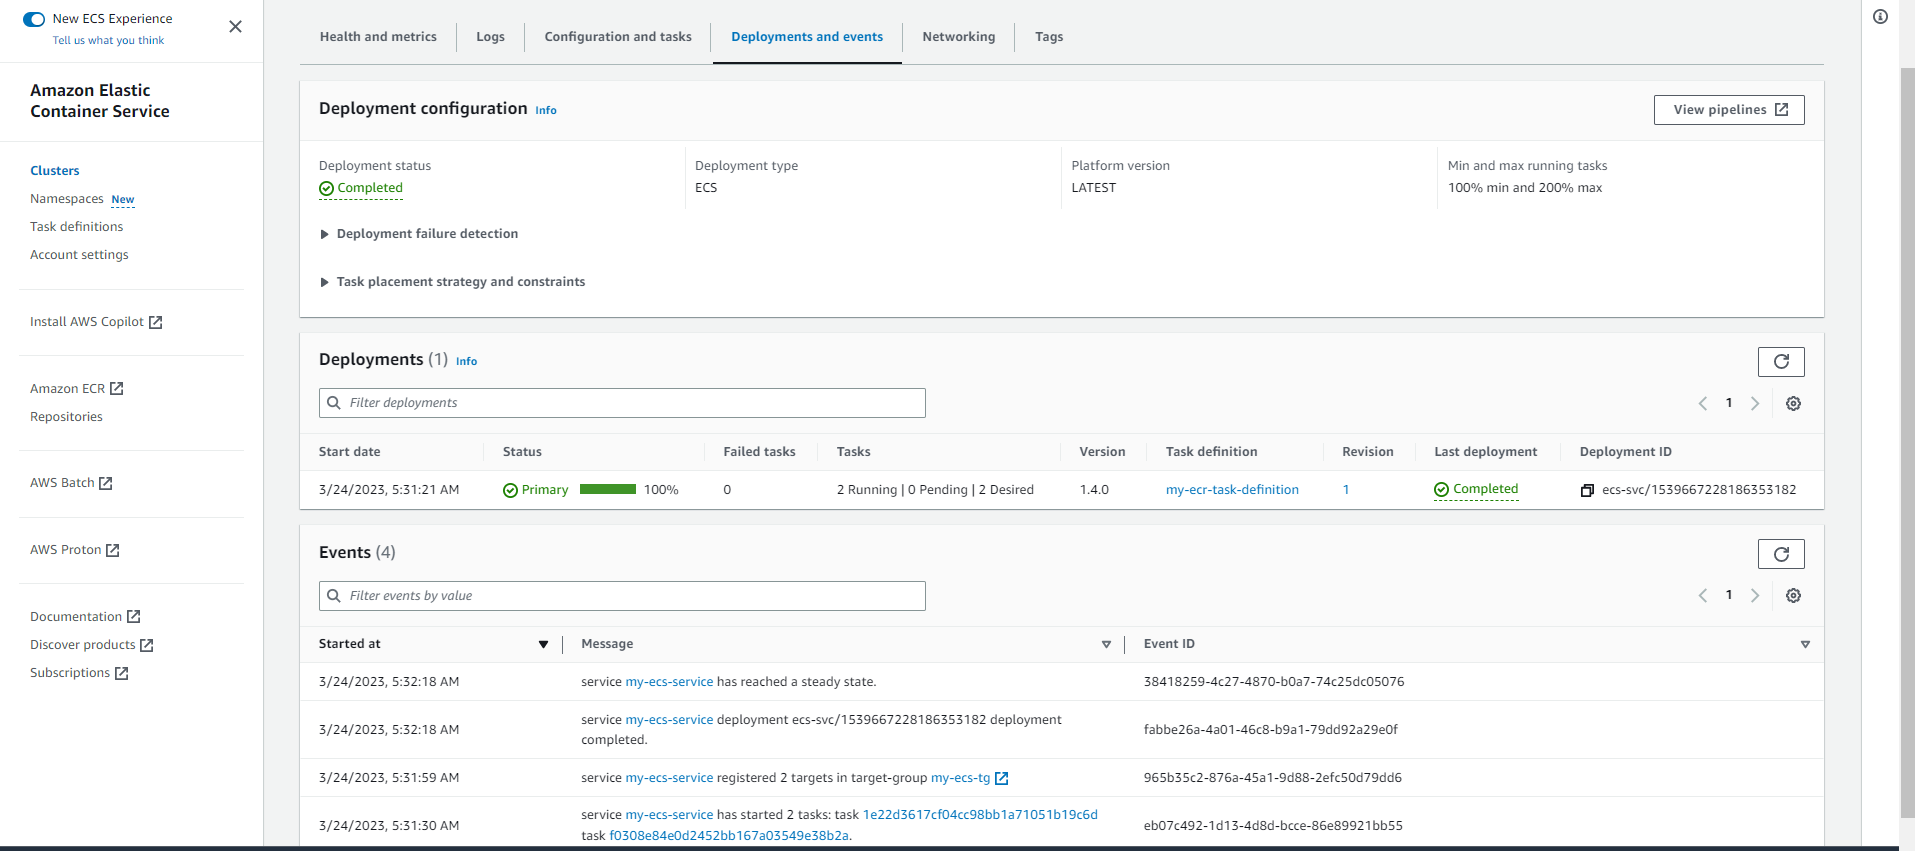 New ECS Experience
Tell us what you think
Amazon Elastic
Container Service
Clusters
Namespaces New
Task definitions
Account settings
Install AWS Copilot
Amazon ECR
Repositories
AWS Batch
AWS Proton
Documentation
Discover products
Subscriptions
Health and metrics Logs Configuration and tasks Deployments and events Networking Tags
Deployment configuration Info View pipelines
Deployment status Deployment type Platform version Min and max running tasks
Completed ECS LATEST 100% min and 200% max
Deployment failure detection
Task placement strategy and constraints
Deployments (1) Info
Filter deployments 1
Start date Status Failed tasks Tasks Version Task definition Revision Last deployment Deployment ID
3/24/2023, 5:31:21 AM Primary 100% 0 2 Running | 0 Pending | 2 Desired 1.4.0 my-ecr-task-definition 1 Completed ecs-svc/1539667228186353182
Events (4)
Filter events by value 1
Started at Message Event ID
3/24/2023, 5:32:18 AM service my-ecs-service has reached a steady state. 38418259-4c27-4870-b0a7-74c25dc05076
3/24/2023, 5:32:18 AM service my-ecs-service deployment ecs-svc/1539667228186353182 deployment
completed. fabbe26a-4a01-46c8-b9a1-79dd92a29e0f
3/24/2023, 5:31:59 AM service my-ecs-service registered 2 targets in target-group my-ecs-tg 965b35c2-876a-45a1-9d88-2efc50d79dd6
3/24/2023, 5:31:30 AM service my-ecs-service has started 2 tasks: task 1e22d3617cf04cc98bb1a71051b19c6d
task f0308e84e0d2452bb167a03549e38b2a. eb07c492-1d13-4d8d-bcce-86e89921bb55